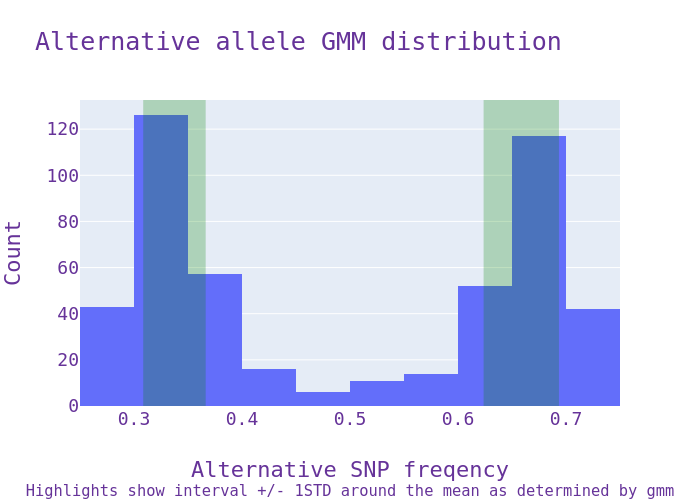 Alternative allele GMM distribution
120
100
80
60
40
20
0
Count
0.3 0.4 0.5 0.6 0.7
Alternative SNP freqency
Highlights show interval +/- 1STD around the mean as determined by gmm